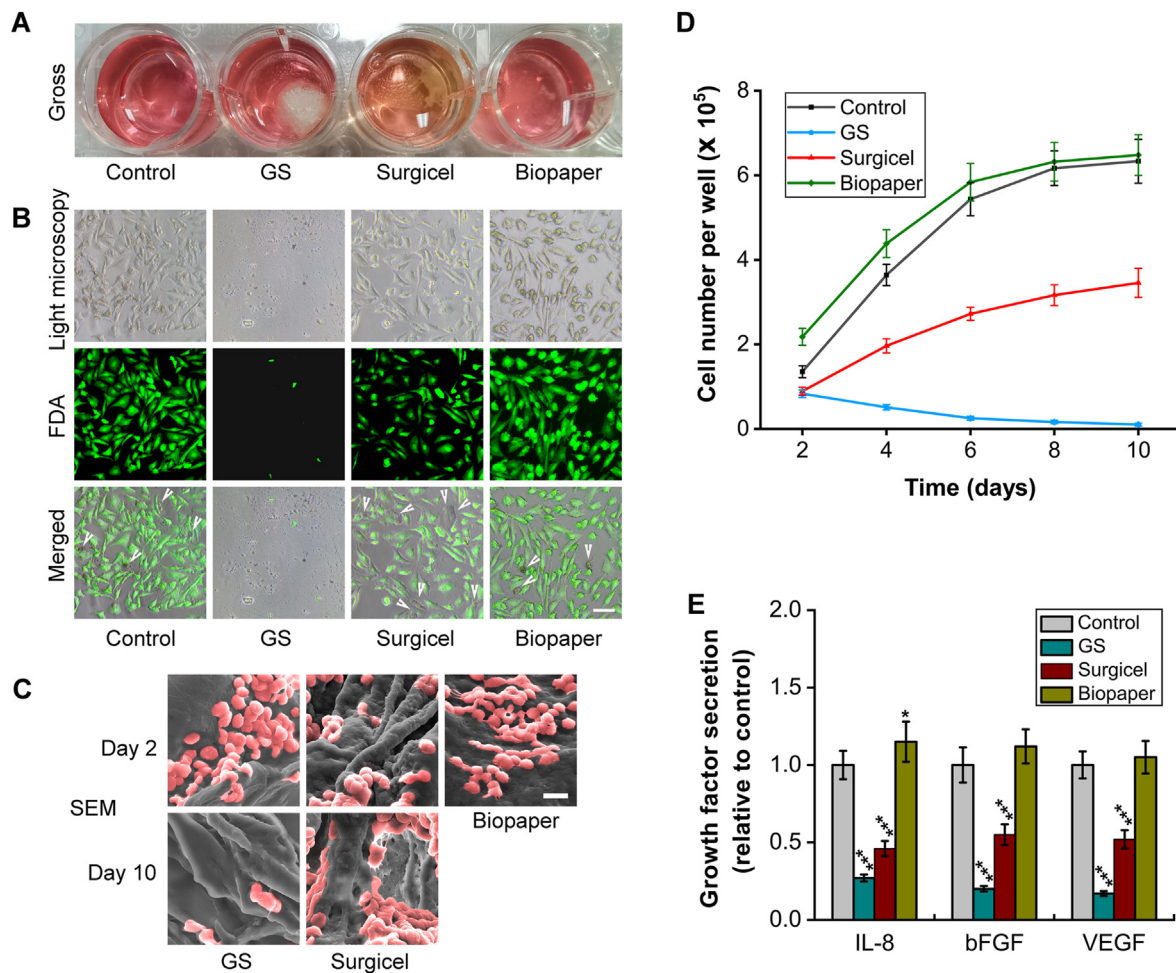 A
Gross
Control
GS
Surgicel
Biopaper
B
Light microscopy
FDA
Merged
Control
GS
Surgicel
Biopaper
C
SEM
Day 2
Day 10
Biopaper
GS
Surgicel
D
Cell number per well (x 10⁵)
8
6
4
2
0
Control
GS
Surgicel
Biopaper
2 4 6 8 10
Time (days)
E
Growth factor secretion
(relative to control)
2.0
1.5
1.0
0.5
0.0
Control
GS
Surgicel
Biopaper
*
***
***
***
***
***
***
IL-8 bFGF VEGF